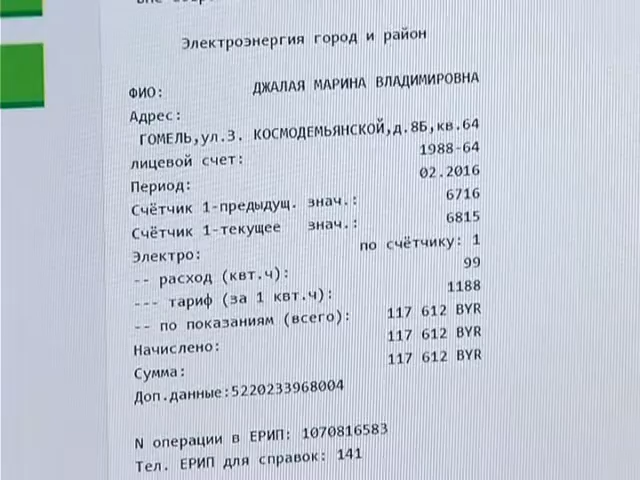 Электроэнергия город и район
ФИО: ДЖАЛАЯ МАРИНА ВЛАДИМИРОВНА
Адрес:
ГОМЕЛЬ,ул.З. КОСМОДЕМЬЯНСКОЙ,д.8Б,кв.64
лицевой счет: 1988-64
Период: 02.2016
Счётчик 1-предыдущ. знач.: 6716
Счётчик 1-текущее знач.: 6815
Электро: по счётчику: 1
-- расход (квт.ч): 99
--- тариф (за 1 квт.ч): 1188
-- по показаниям (всего): 117 612 BYR
Начислено: 117 612 BYR
Сумма: 117 612 BYR
Доп.данные:5220233968004
N операции в ЕРИП: 1070816583
Тел. ЕРИП для справок: 141